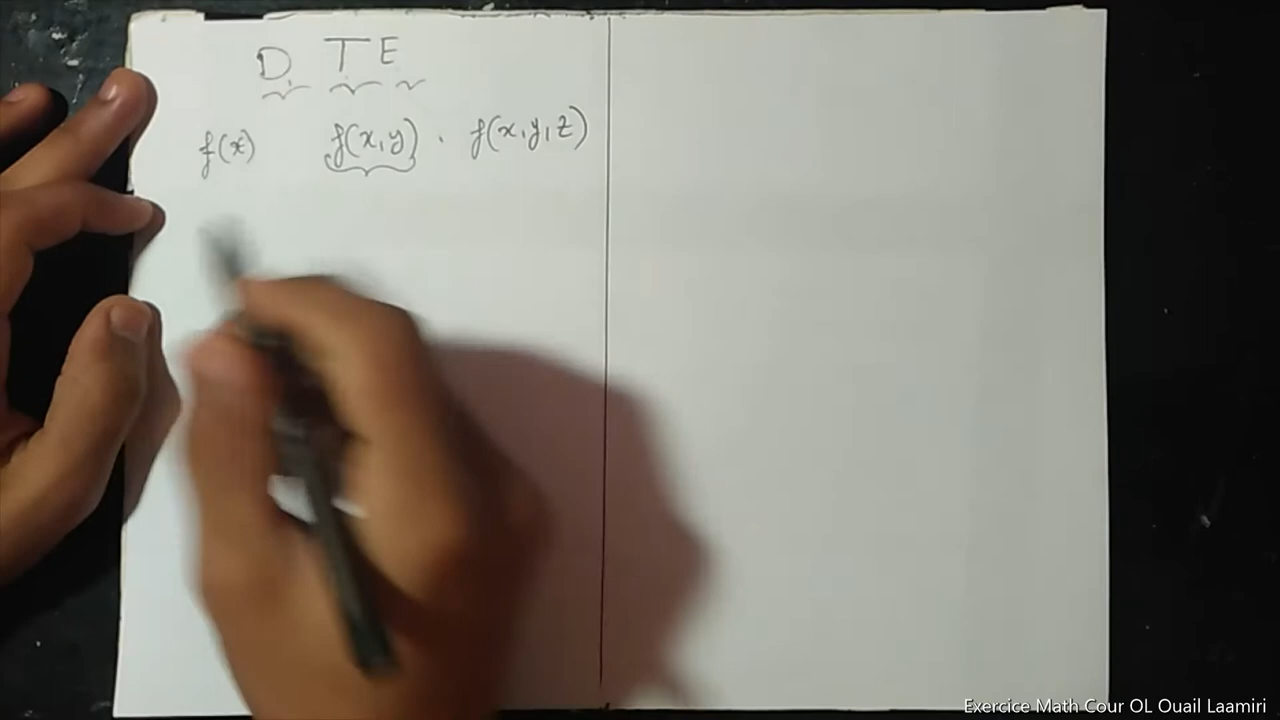 D. T E
f(x) f(x,y) . f(x,y,z)
Exercice Math Cour OL Ouail Laamiri